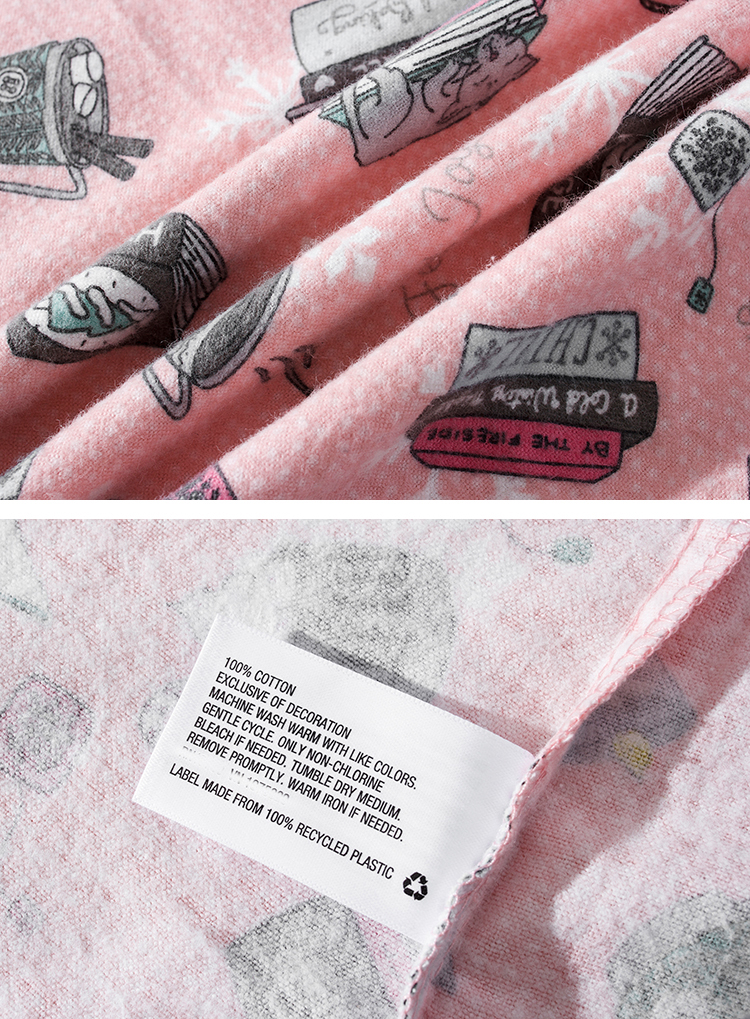 CHILL
a Cold Wintry
BY THE FIRESIDE
100% COTTON
EXCLUSIVE OF DECORATION
MACHINE WASH WARM WITH LIKE COLORS.
GENTLE CYCLE. ONLY NON-CHLORINE
BLEACH IF NEEDED. TUMBLE DRY MEDIUM.
REMOVE PROMPTLY. WARM IRON IF NEEDED.
LABEL MADE FROM 100% RECYCLED PLASTIC